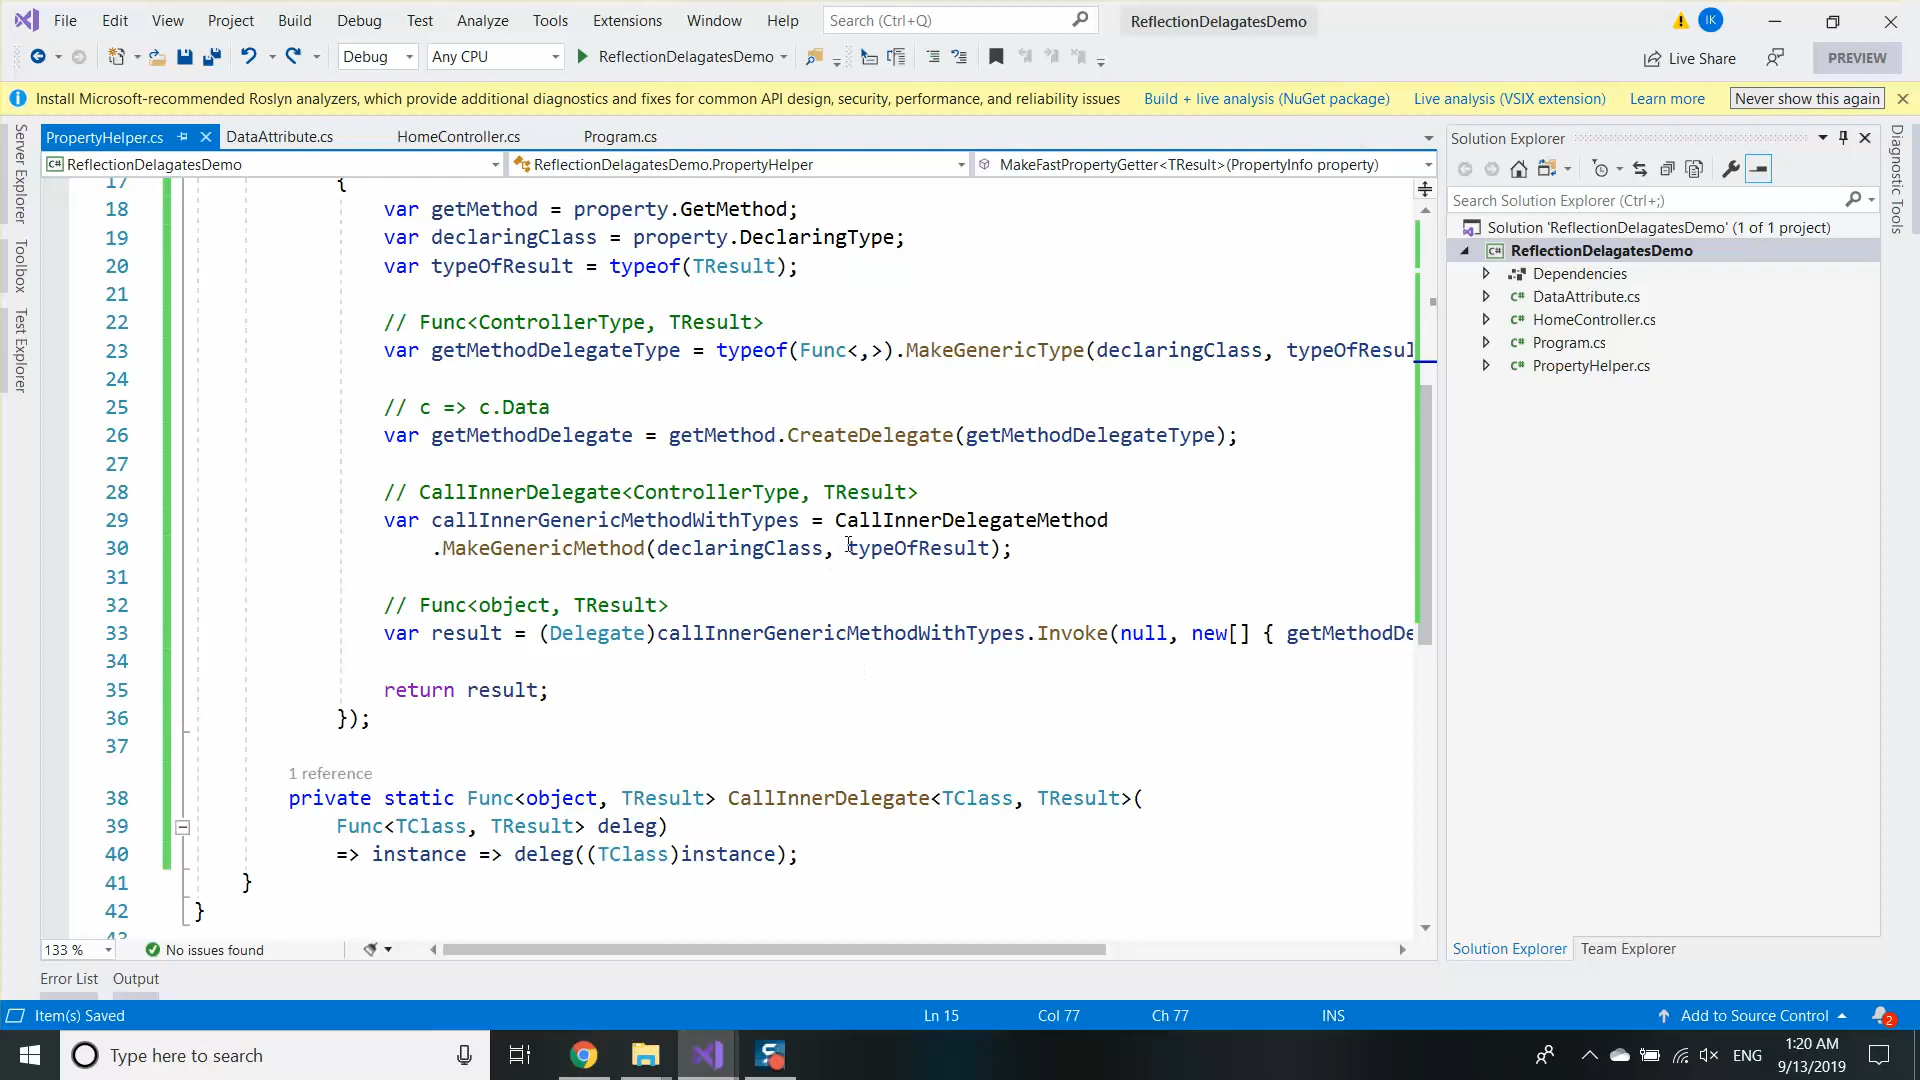 File Edit View Project Build Debug Test Analyze Tools Extensions Window Help Search (Ctrl+Q) ReflectionDelagatesDemo IK
Debug Any CPU ReflectionDelagatesDemo Live Share PREVIEW
Install Microsoft-recommended Roslyn analyzers, which provide additional diagnostics and fixes for common API design, security, performance, and reliability issues Build + live analysis (NuGet package) Live analysis (VSIX extension) Learn more Never show this again
Server Explorer
Toolbox
Test Explorer
PropertyHelper.cs DataAttribute.cs HomeController.cs Program.cs
ReflectionDelagatesDemo ReflectionDelagatesDemo.PropertyHelper MakeFastPropertyGetter<TResult>(PropertyInfo property)
17 {
18 var getMethod = property.GetMethod;
19 var declaringClass = property.DeclaringType;
20 var typeOfResult = typeof(TResult);
21
22 // Func<ControllerType, TResult>
23 var getMethodDelegateType = typeof(Func<,>).MakeGenericType(declaringClass, typeOfResul
24
25 // c => c.Data
26 var getMethodDelegate = getMethod.CreateDelegate(getMethodDelegateType);
27
28 // CallInnerDelegate<ControllerType, TResult>
29 var callInnerGenericMethodWithTypes = CallInnerDelegateMethod
30 .MakeGenericMethod(declaringClass, typeOfResult);
31
32 // Func<object, TResult>
33 var result = (Delegate)callInnerGenericMethodWithTypes.Invoke(null, new[] { getMethodDe
34
35 return result;
36 });
37
1 reference
38 private static Func<object, TResult> CallInnerDelegate<TClass, TResult>(
39 Func<TClass, TResult> deleg)
40 => instance => deleg((TClass)instance);
41 }
42 }
43
133 % No issues found
Error List Output
Solution Explorer
Search Solution Explorer (Ctrl+;)
Solution 'ReflectionDelagatesDemo' (1 of 1 project)
C# ReflectionDelagatesDemo
Dependencies
C# DataAttribute.cs
C# HomeController.cs
C# Program.cs
C# PropertyHelper.cs
Solution Explorer Team Explorer
Diagnostic Tools
Item(s) Saved Ln 15 Col 77 Ch 77 INS Add to Source Control 2
Type here to search ENG 1:20 AM
9/13/2019